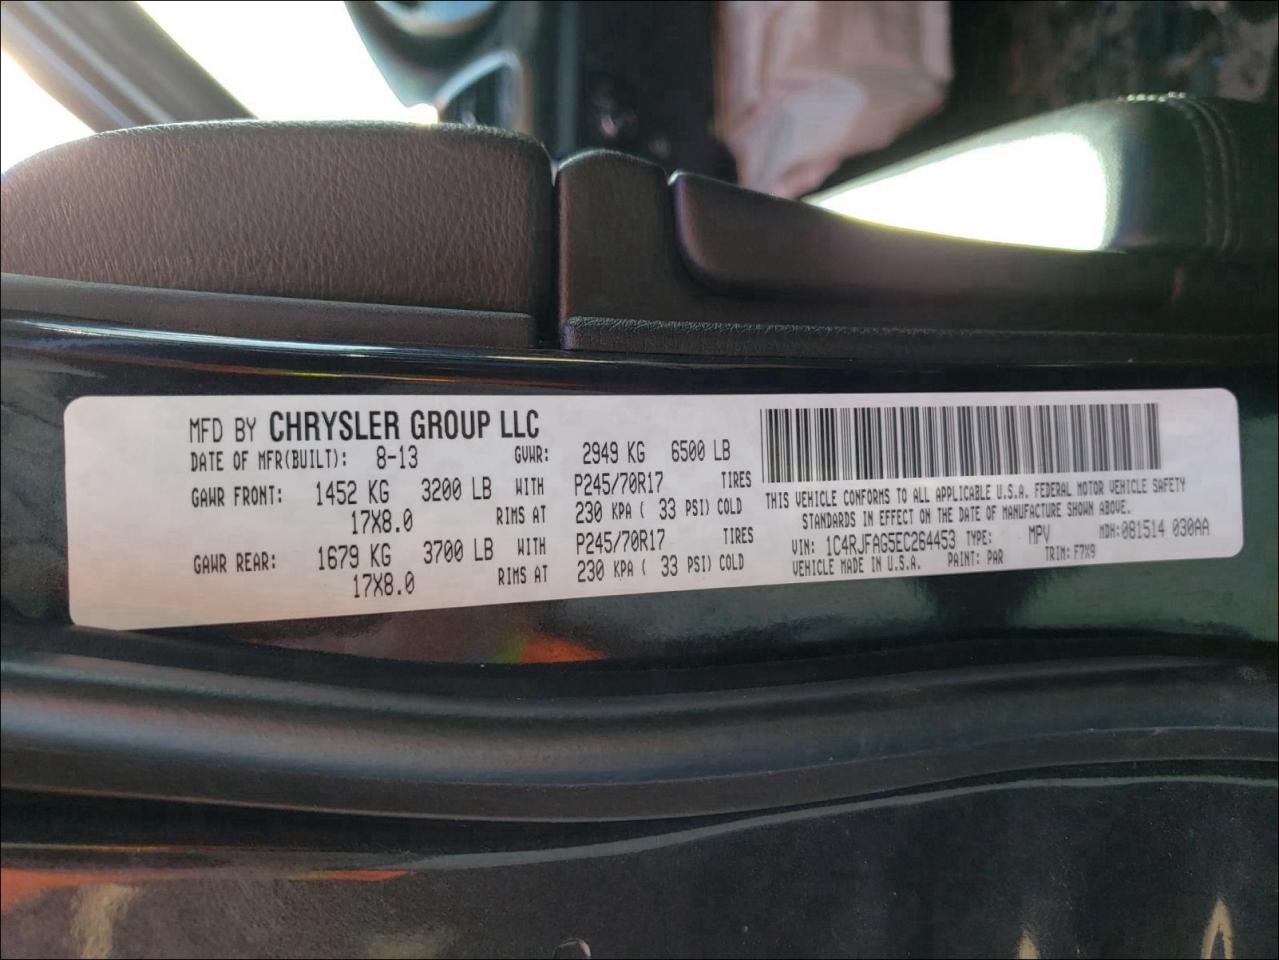 MFD BY CHRYSLER GROUP LLC
DATE OF MFR(BUILT): 8-13 GVWR: 2949 KG 6500 LB
GAWR FRONT: 1452 KG 3200 LB WITH P245/70R17 TIRES
17X8.0 RIMS AT 230 KPA ( 33 PSI) COLD
GAWR REAR: 1679 KG 3700 LB WITH P245/70R17 TIRES
17X8.0 RIMS AT 230 KPA ( 33 PSI) COLD
THIS VEHICLE CONFORMS TO ALL APPLICABLE U.S.A. FEDERAL MOTOR VEHICLE SAFETY
STANDARDS IN EFFECT ON THE DATE OF MANUFACTURE SHOWN ABOVE.
VIN: 1C4RJFAG5EC264453 TYPE: MPV MDH:081514 030AA
VEHICLE MADE IN U.S.A. PAINT: PAR TRIM: F7X9